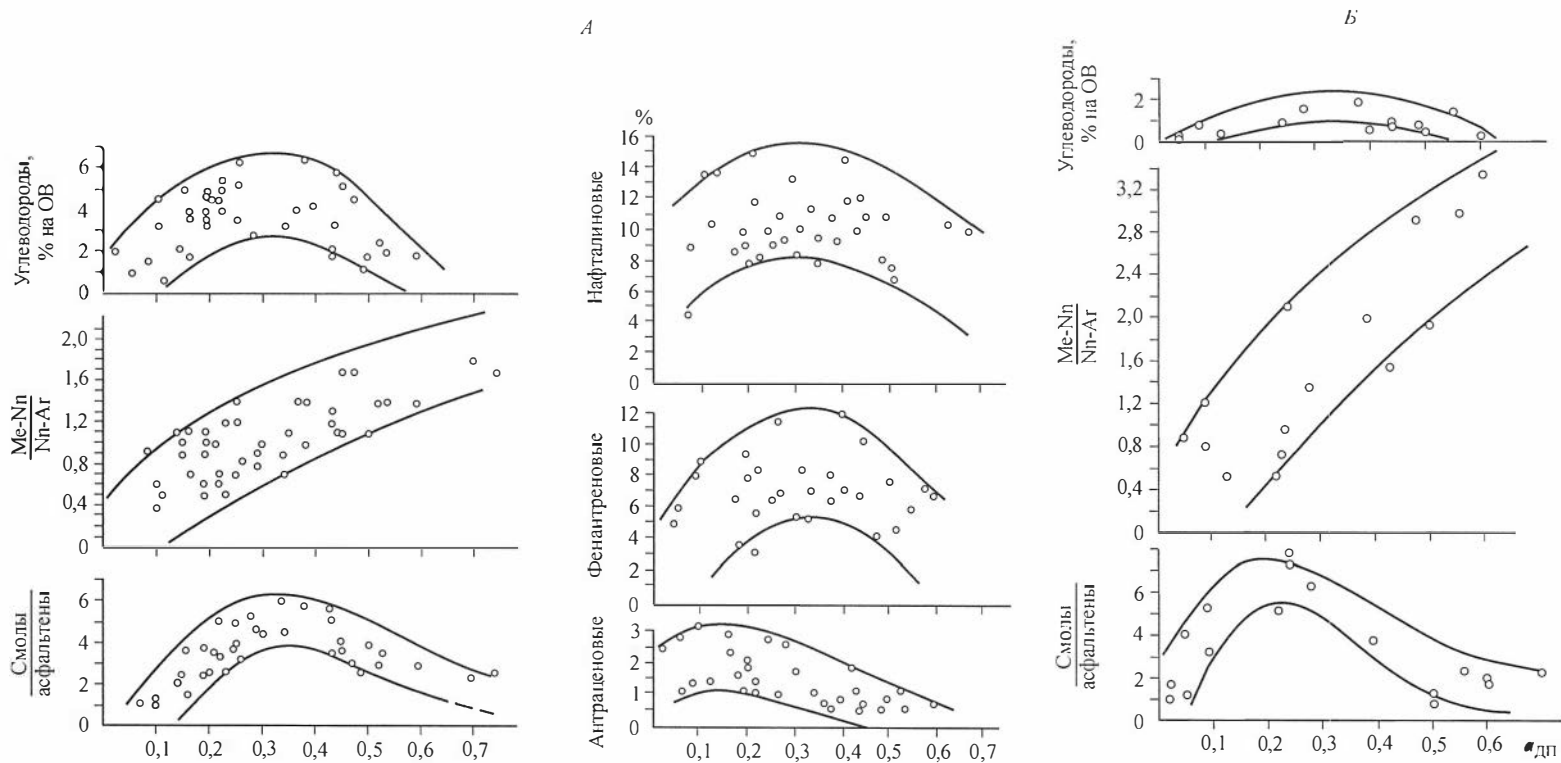 А
Углеводороды,
% на ОВ
6
4
2
0
Me-Nn
Nn-Ar
2,0
1,6
1,2
0,8
0,4
0
Смолы
асфальтены
6
4
2
0
0,1 0,2 0,3 0,4 0,5 0,6 0,7
%
Нафталиновые
16
14
12
10
8
6
4
2
0
Фенантреновые
12
10
8
6
4
2
0
Антраценовые
3
2
1
0
0,1 0,2 0,3 0,4 0,5 0,6 0,7
Б
Углеводороды,
% на ОВ
2
0
Me-Nn
Nn-Ar
3,2
2,8
2,4
2,0
1,6
1,2
0,8
0,4
0
Смолы
асфальтены
6
4
2
0
0,1 0,2 0,3 0,4 0,5 0,6 αДП